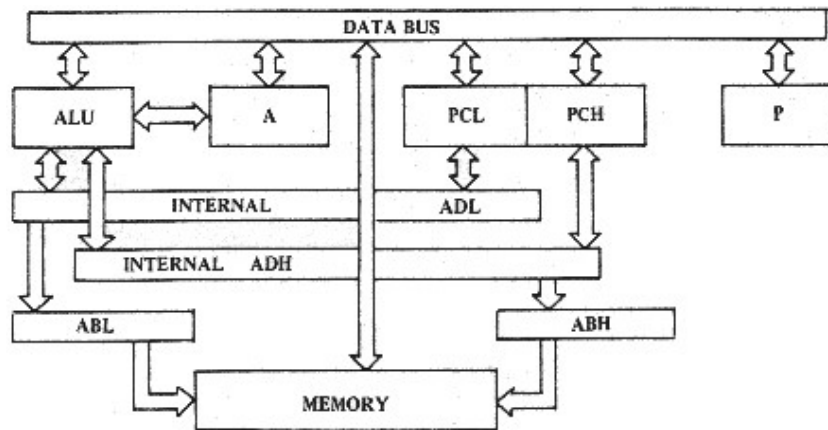 DATA BUS
ALU
A
PCL
PCH
P
INTERNAL ADL
INTERNAL ADH
ABL
ABH
MEMORY